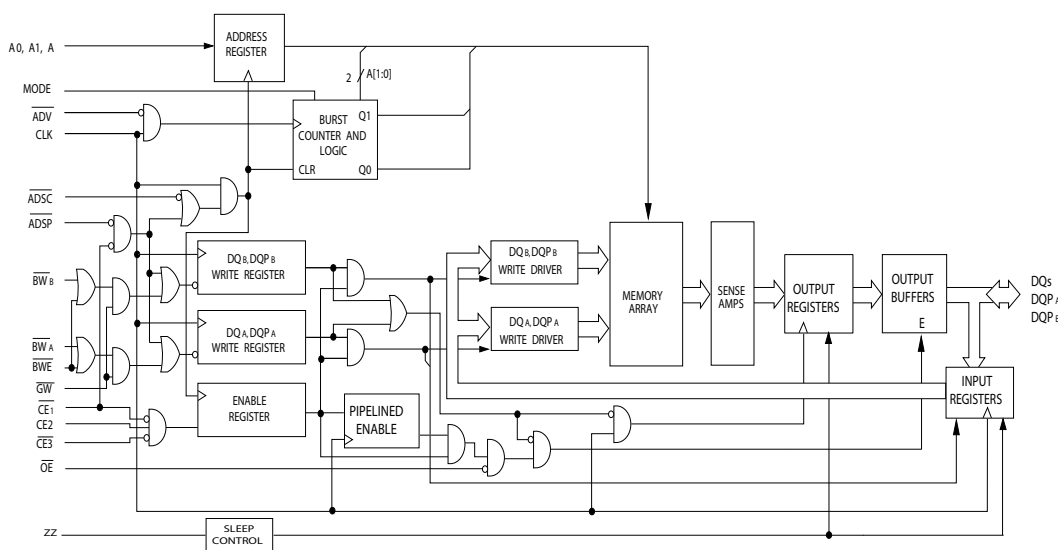 A0, A1, A
ADDRESS
REGISTER
MODE
2
A[1:0]
ADV
CLK
BURST
COUNTER AND
LOGIC
Q1
CLR
Q0
ADSC
ADSP
DQB, DQPB
WRITE REGISTER
DQB, DQPB
WRITE DRIVER
BWB
MEMORY
ARRAY
SENSE
AMPS
OUTPUT
REGISTERS
OUTPUT
BUFFERS
E
DQs
DQPA
DQA, DQPA
WRITE REGISTER
DQA, DQPA
WRITE DRIVER
BWA
BWE
GW
CE1
CE2
CE3
ENABLE
REGISTER
PIPELINED
ENABLE
INPUT
REGISTERS
OE
ZZ
SLEEP
CONTROL